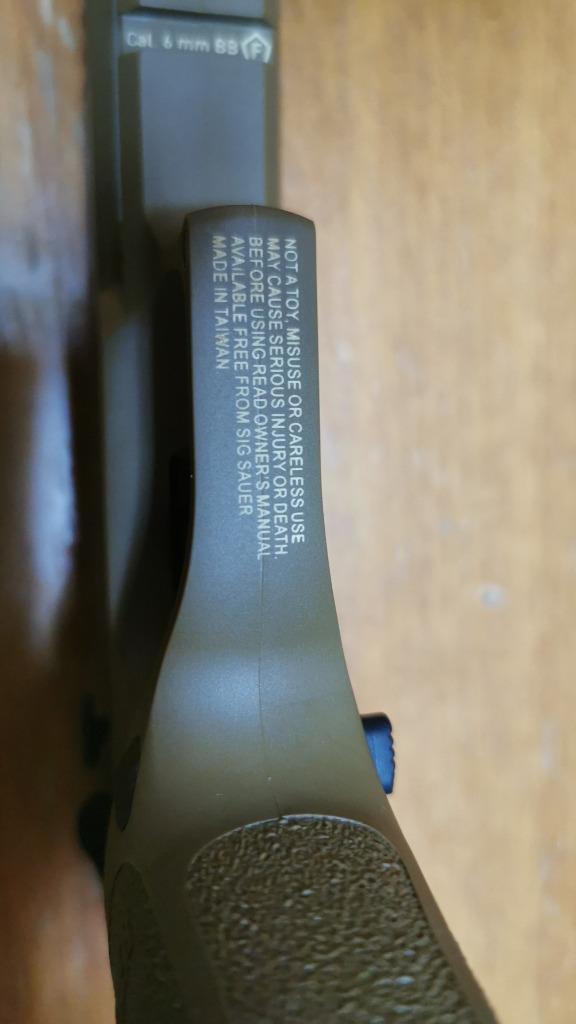 Cal. 6 mm BB F
NOT A TOY. MISUSE OR CARELESS USE
MAY CAUSE SERIOUS INJURY OR DEATH.
BEFORE USING READ OWNER'S MANUAL
AVAILABLE FREE FROM SIG SAUER
MADE IN TAIWAN